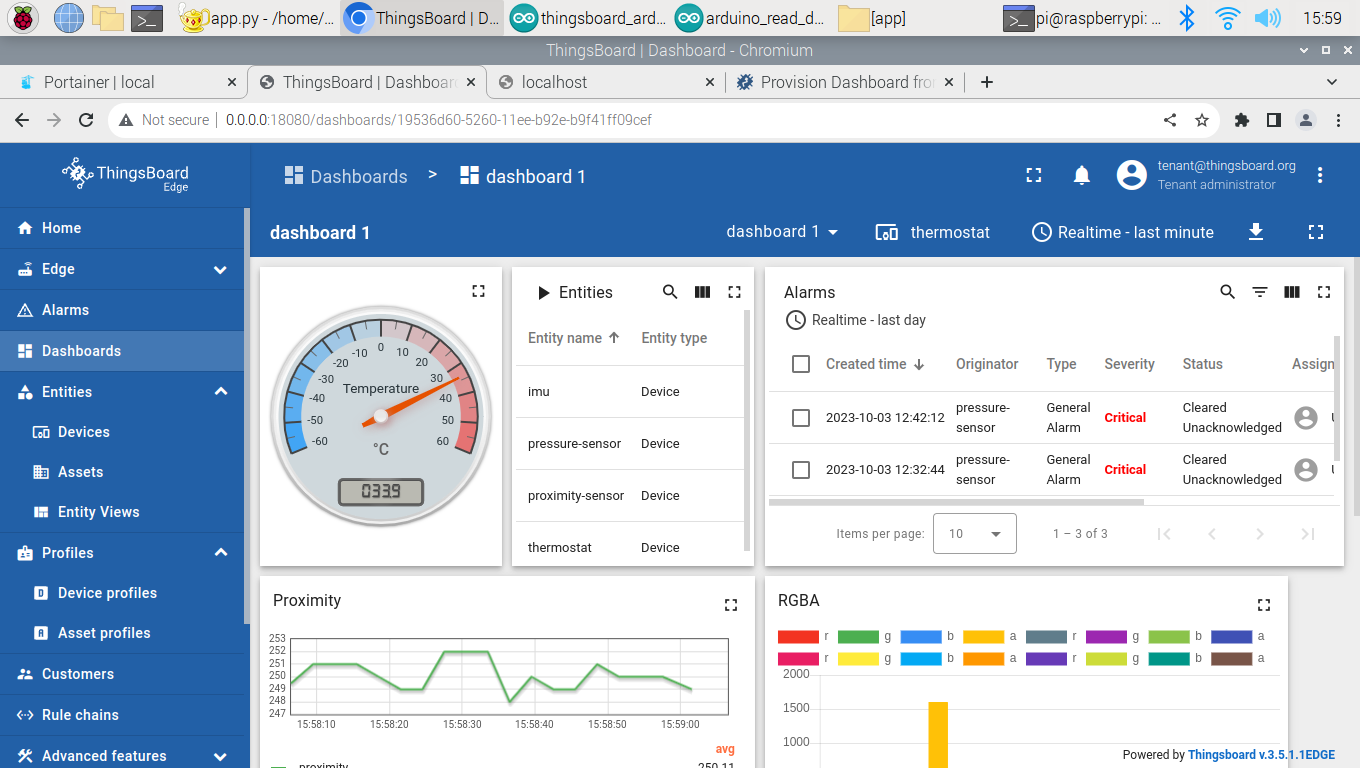 app.py - /home/...
ThingsBoard | D...
thingsboard_ard...
arduino_read_d...
[app]
pi@raspberrypi: ...
15:59
ThingsBoard | Dashboard - Chromium
Portainer | local
ThingsBoard | Dashboar
localhost
Provision Dashboard fro
Not secure
0.0.0.0:18080/dashboards/19536d60-5260-11ee-b92e-b9f41ff09cef
ThingsBoard
Edge
Dashboards > dashboard 1
tenant@thingsboard.org
Tenant administrator
Home
Edge
Alarms
Dashboards
Entities
Devices
Assets
Entity Views
Profiles
Device profiles
Asset profiles
Customers
Rule chains
Advanced features
dashboard 1
dashboard 1
thermostat
Realtime - last minute
-60
-50
-40
-30
-20
-10
0
10
20
30
40
50
60
Temperature
°C
033.9
Entities
Entity name Entity type
imu Device
pressure-sensor Device
proximity-sensor Device
thermostat Device
Alarms
Realtime - last day
Created time Originator Type Severity Status Assign
2023-10-03 12:42:12 pressure-sensor General Alarm Critical Cleared Unacknowledged U
2023-10-03 12:32:44 pressure-sensor General Alarm Critical Cleared Unacknowledged U
Items per page: 10 1 – 3 of 3
Proximity
253
252
251
250
249
248
247
15:58:10 15:58:20 15:58:30 15:58:40 15:58:50 15:59:00
avg
proximity 250.11
RGBA
r g b a r g b a
r g b a r g b a
2000
1500
1000
Powered by Thingsboard v.3.5.1.1EDGE